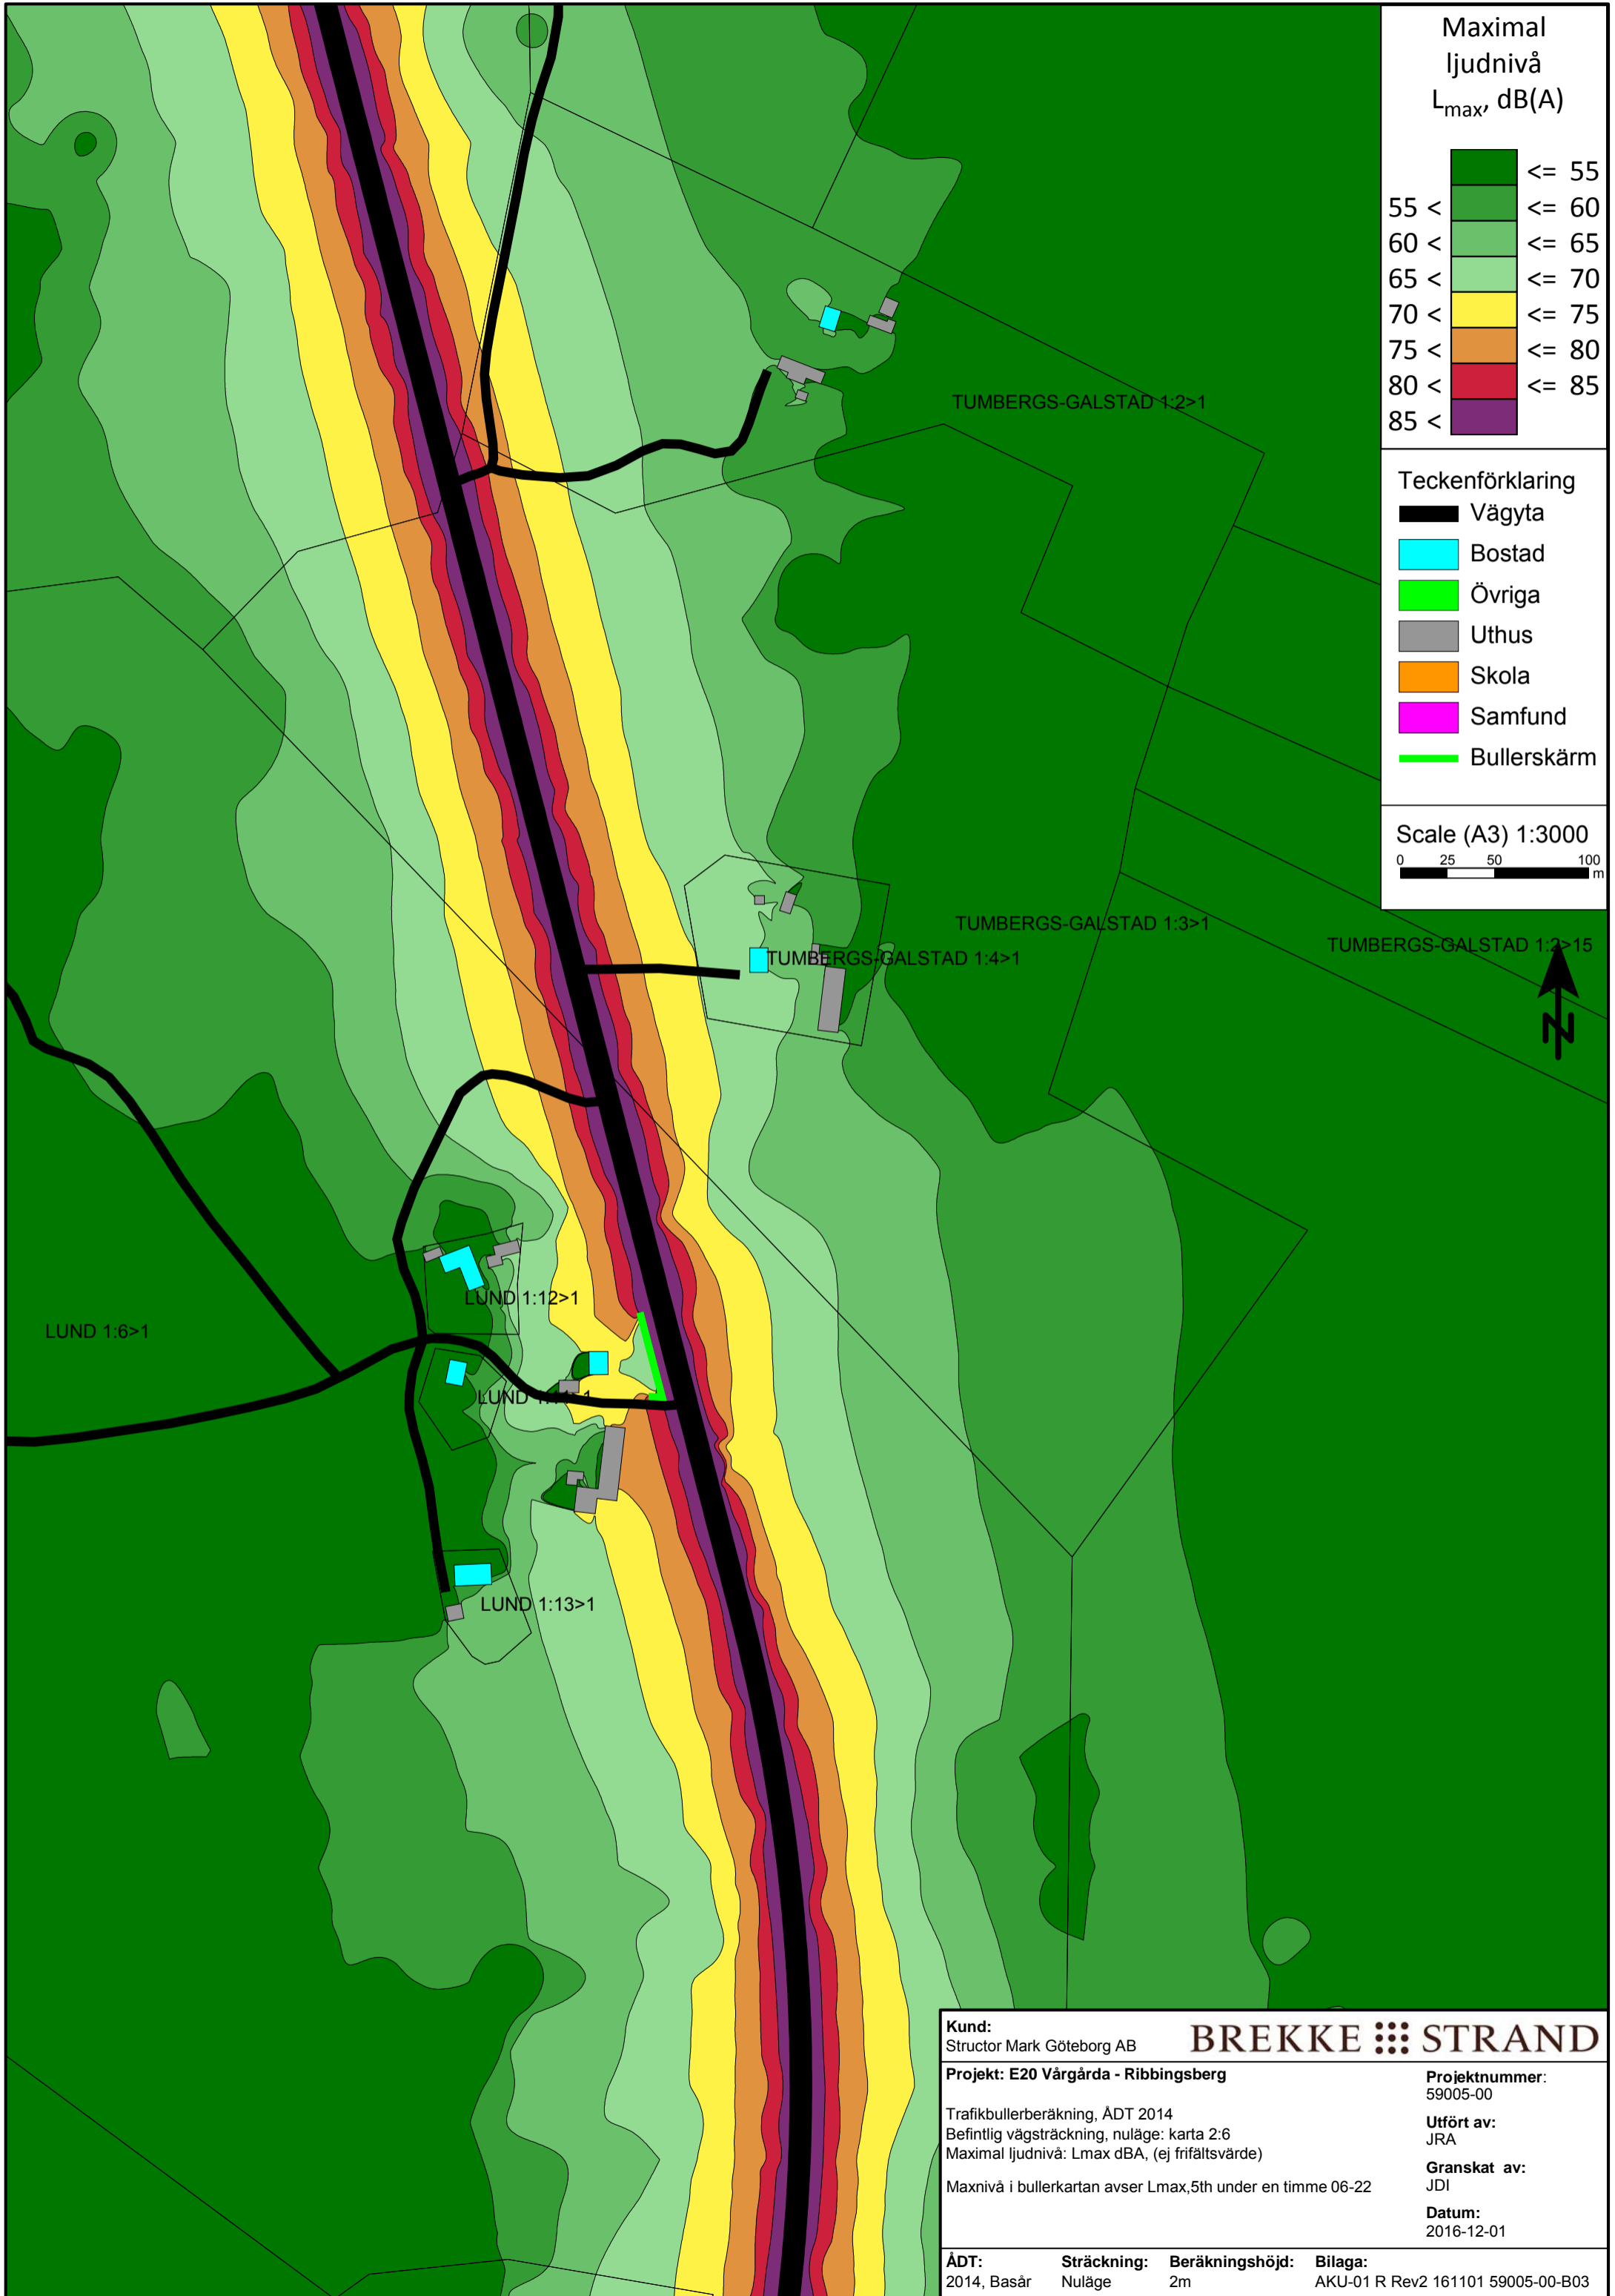 Maximal
ljudnivå
Lmax, dB(A)
<= 55
55 < <= 60
60 < <= 65
65 < <= 70
70 < <= 75
75 < <= 80
80 < <= 85
85 <
Teckenförklaring
Vägyta
Bostad
Övriga
Uthus
Skola
Samfund
Bullerskärm
Scale (A3) 1:3000
0 25 50 100
m
TUMBERGS-GALSTAD 1:2>1
TUMBERGS-GALSTAD 1:3>1
TUMBERGS-GALSTAD 1:2>15
TUMBERGS-GALSTAD 1:4>1
N
LUND 1:12>1
LUND 1:6>1
LUND
LUND 1:13>1
Kund:
Structor Mark Göteborg AB
BREKKE STRAND
Projekt: E20 Vårgårda - Ribbingsberg
Trafikbullerberäkning, ÅDT 2014
Befintlig vägsträckning, nuläge: karta 2:6
Maximal ljudnivå: Lmax dBA, (ej frifältsvärde)
Maxnivå i bullerkartan avser Lmax,5th under en timme 06-22
Projektnummer:
59005-00
Utfört av:
JRA
Granskat av:
JDI
Datum:
2016-12-01
ÅDT: Sträckning: Beräkningshöjd: Bilaga:
2014, Basår Nuläge 2m AKU-01 R Rev2 161101 59005-00-B03